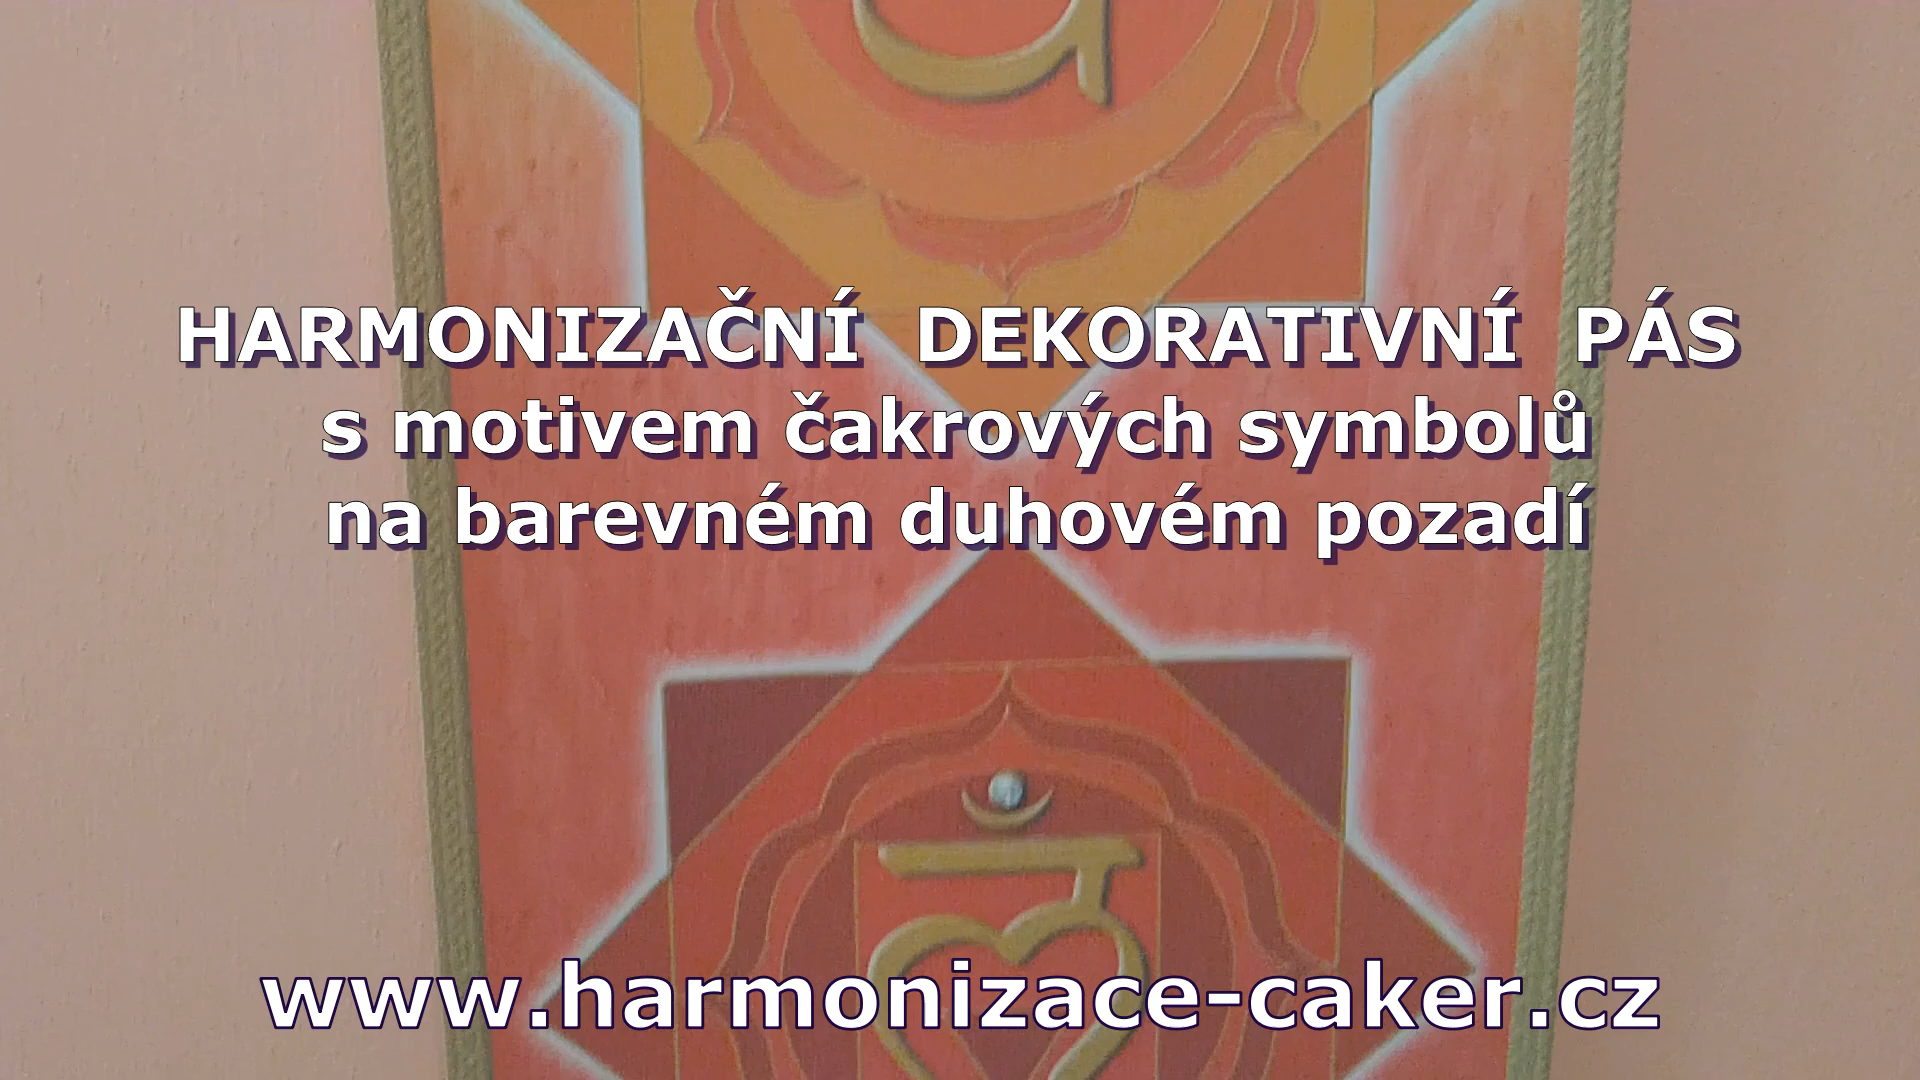 HARMONIZAČNÍ DEKORATIVNÍ PÁS
s motivem čakrových symbolů
na barevném duhovém pozadí
www.harmonizace-caker.cz